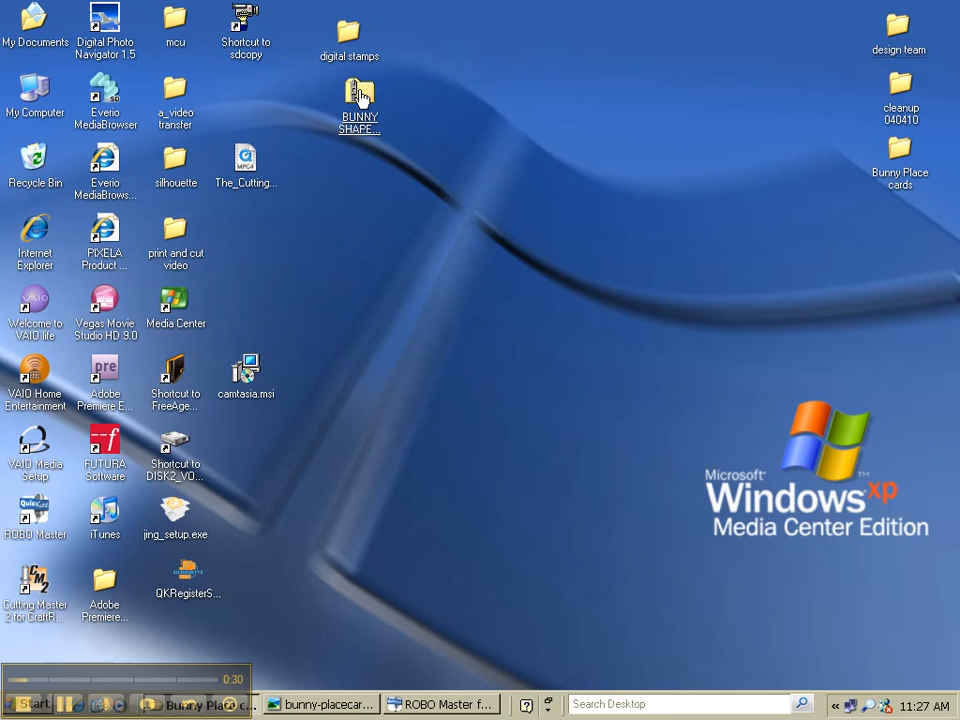 My Documents
Digital Photo
Navigator 1.5
mcu
Shortcut to
sdcopy
digital stamps
design team
My Computer
Everio
MediaBrowser
a_video
transfer
BUNNY
SHAPE...
cleanup
040410
Recycle Bin
Everio
MediaBrows...
silhouette
MPC4
The_Cutting...
Bunny Place
cards
Internet
Explorer
PIXELA
Product ...
print and cut
video
VAIO
Welcome to
VAIO life
Vegas Movie
Studio HD 9.0
Media Center
VAIO Home
Entertainment
pre
Adobe
Premiere E...
Shortcut to
FreeAge...
camtasia.msi
VAIO Media
Setup
FUTURA
Software
Shortcut to
DISK2_VO...
Microsoft
Windows xp
TM
Media Center Edition
ROBO Master
iTunes
jing_setup.exe
Cutting Master
2 for CraftR...
Adobe
Premiere...
QKRegisterS...
0:30
Start
Bunny Place c...
bunny-placecar...
ROBO Master f...
Search Desktop
11:27 AM